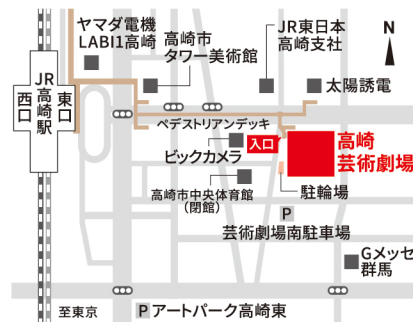 ヤマダ電機
LABI1高崎
高崎市
タワー美術館
JR東日本
高崎支社
N
太陽誘電
西口
JR高崎駅
東口
ペデストリアンデッキ
ビックカメラ
入口
高崎
芸術劇場
高崎市中央体育館
(閉館)
駐輪場
P
芸術劇場南駐車場
Gメッセ
群馬
至東京
P アートパーク高崎東